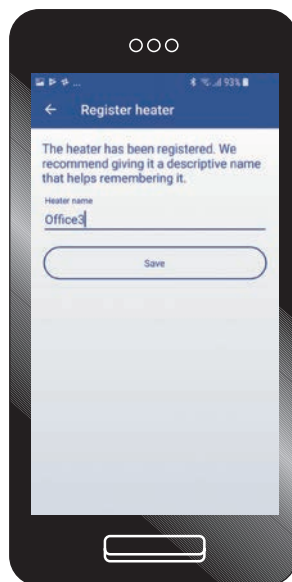 93%
Register heater
The heater has been registered. We
recommend giving it a descriptive name
that helps remembering it.
Heater name
Office3
Save